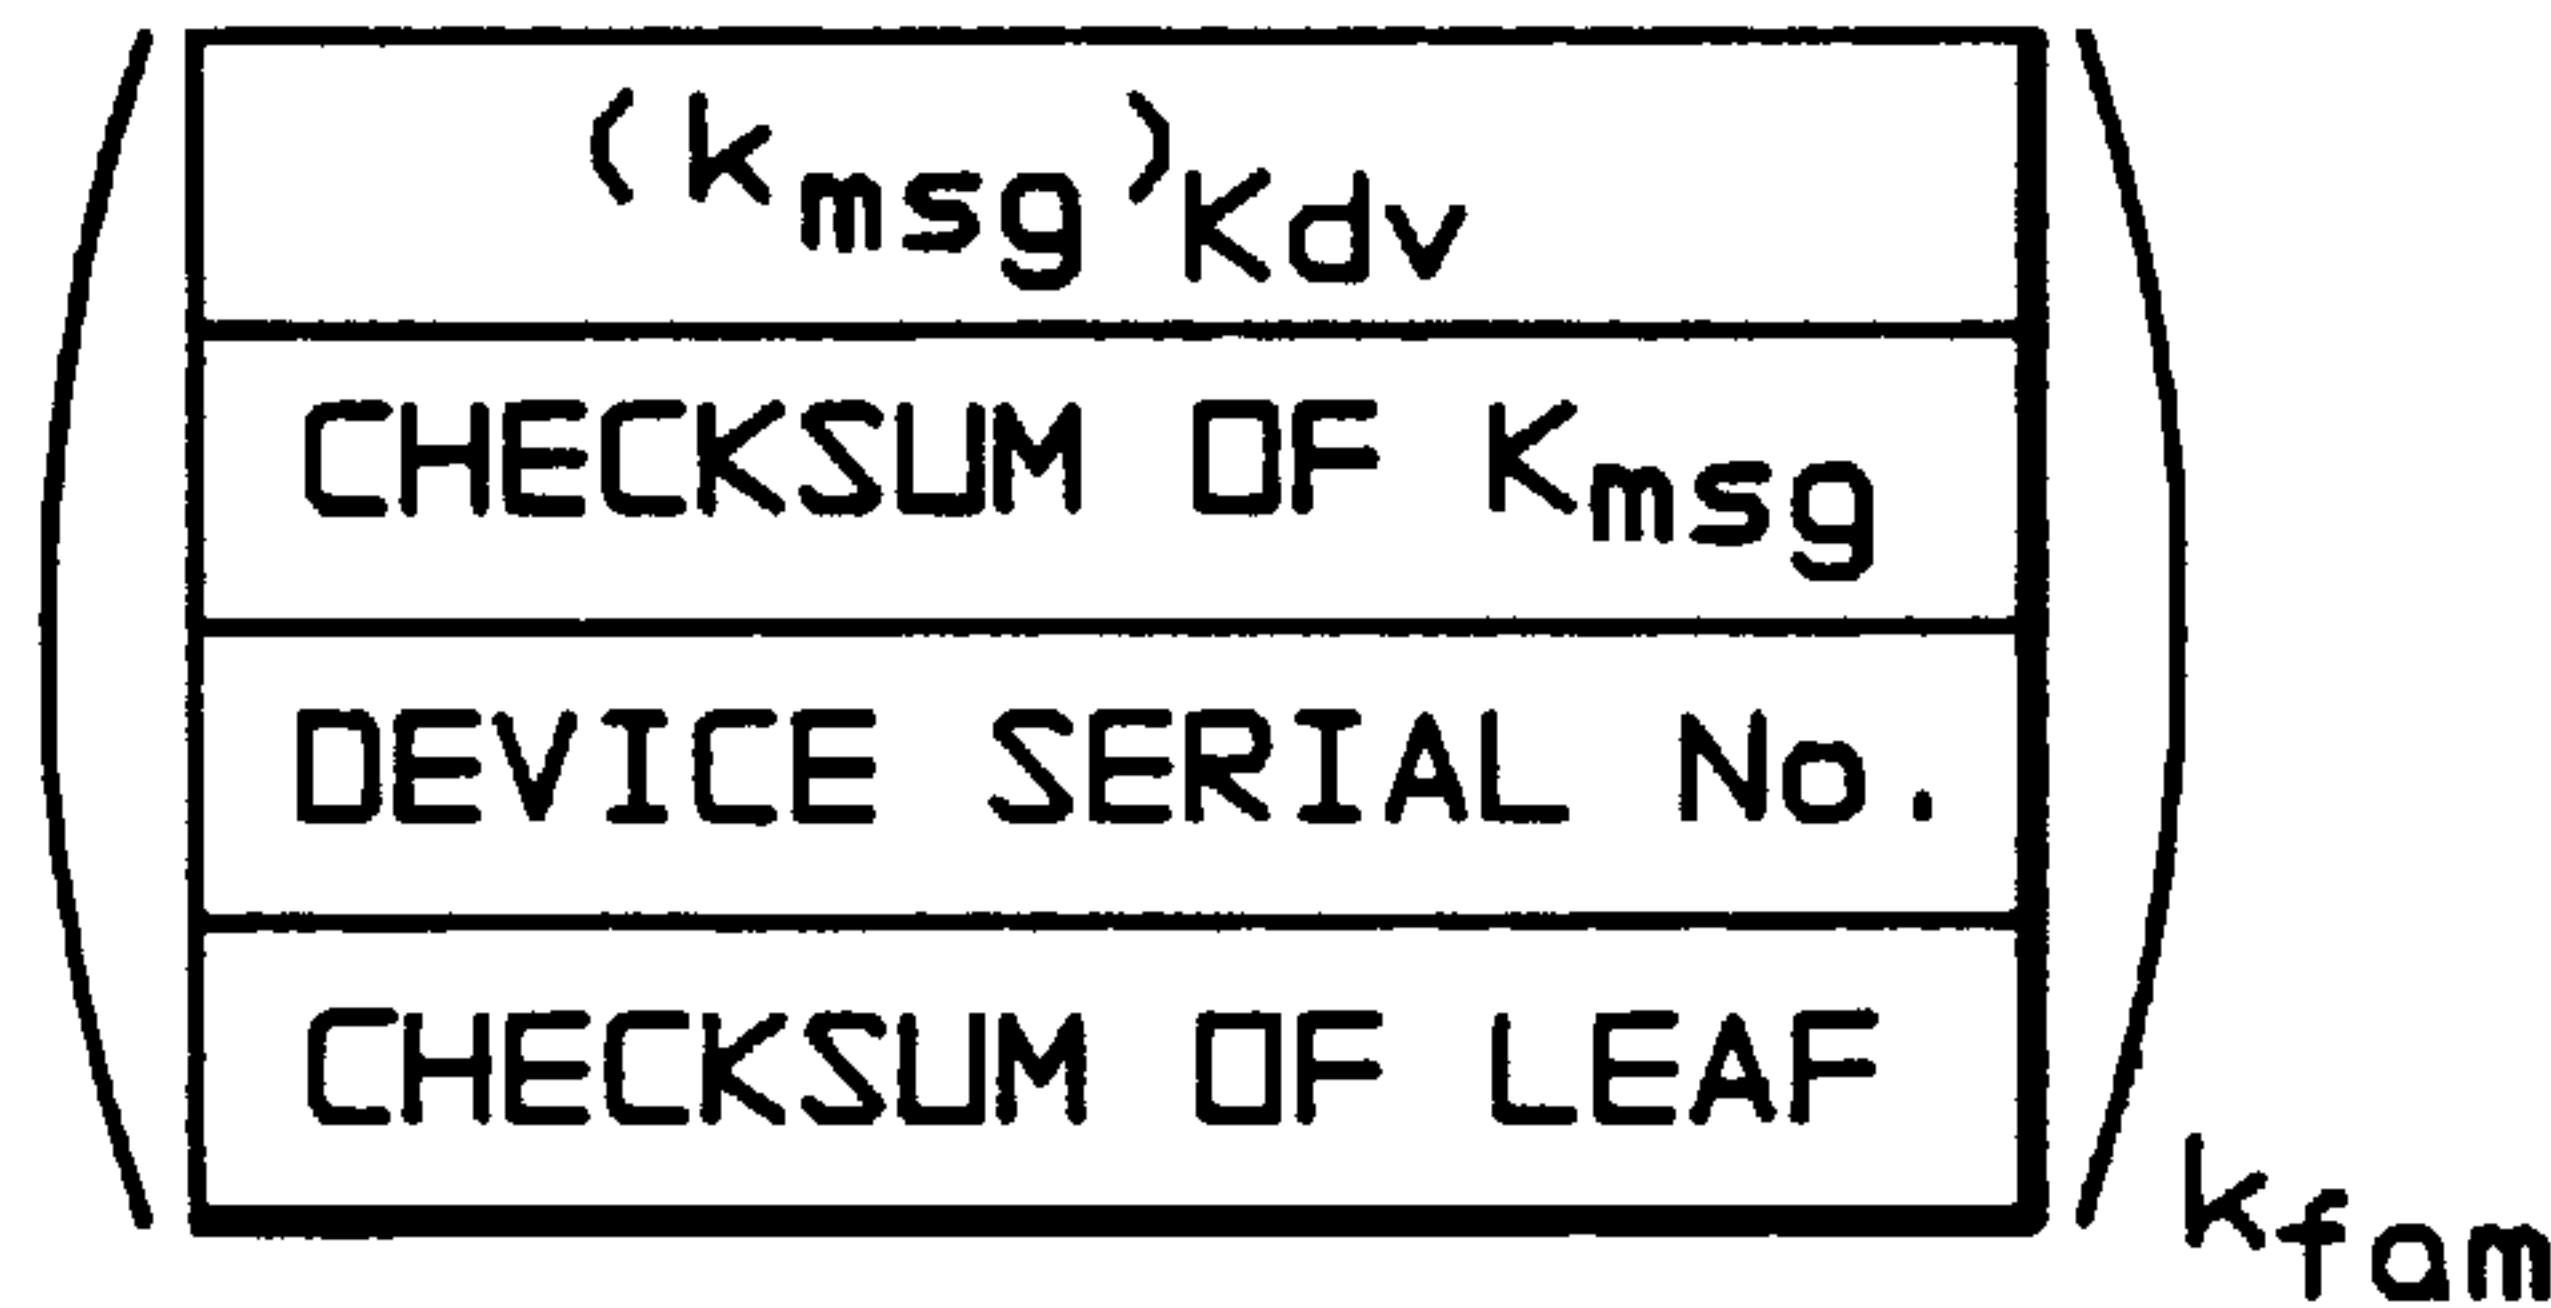 (kmsg)Kdv
CHECKSUM OF Kmsg
DEVICE SERIAL No.
CHECKSUM OF LEAF
kfam